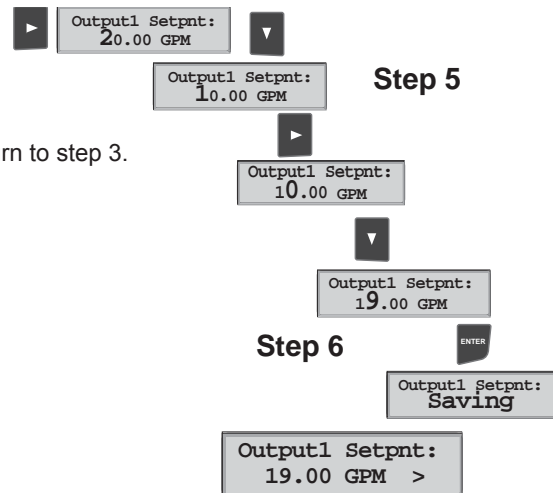 Output1 Setpnt:
20.00 GPM
Output1 Setpnt:
10.00 GPM
Step 5
rn to step 3.
Output1 Setpnt:
10.00 GPM
Output1 Setpnt:
19.00 GPM
Step 6
ENTER
Output1 Setpnt:
Saving
Output1 Setpnt:
19.00 GPM >